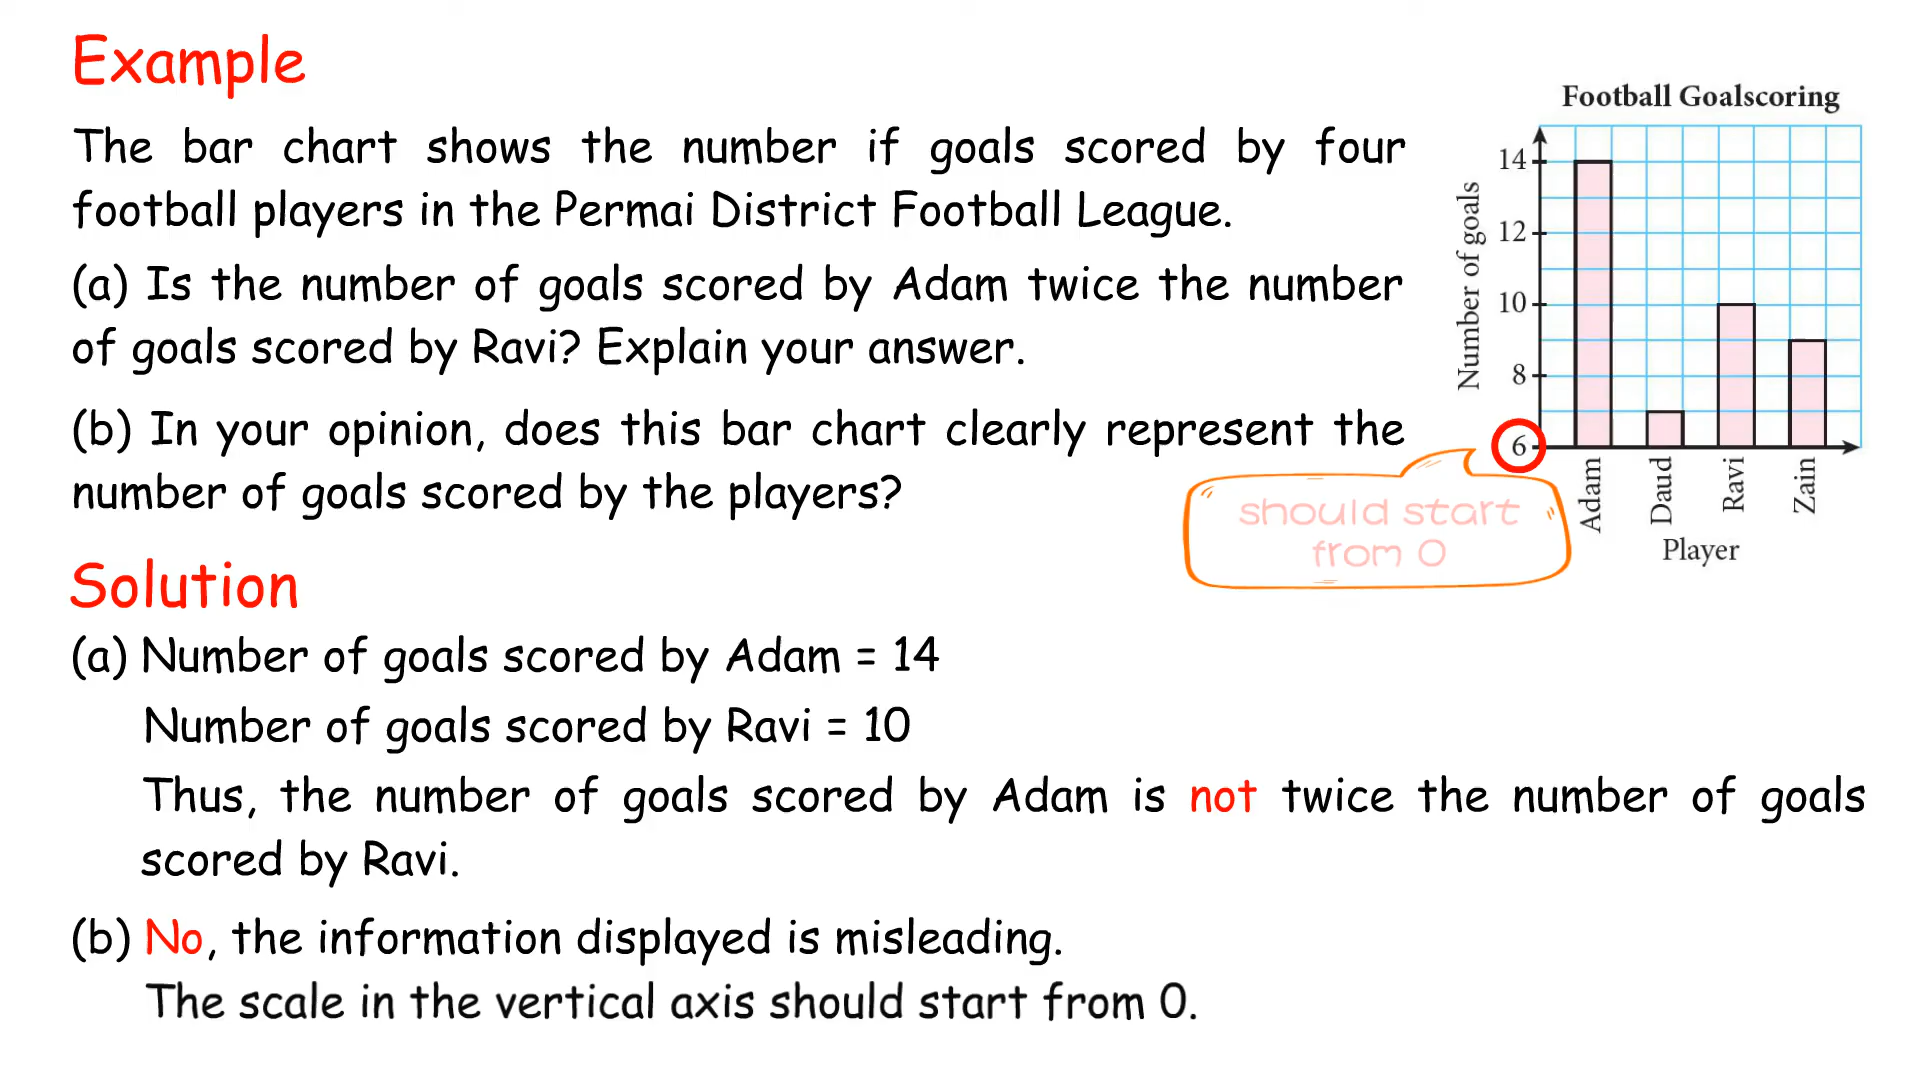 Example
The bar chart shows the number if goals scored by four
football players in the Permai District Football League.
(a) Is the number of goals scored by Adam twice the number
of goals scored by Ravi? Explain your answer.
(b) In your opinion, does this bar chart clearly represent the
number of goals scored by the players?
Football Goalscoring
Number of goals
14
12
10
8
6
Adam
Daud
Ravi
Zain
Player
should start
from 0
Solution
(a) Number of goals scored by Adam = 14
Number of goals scored by Ravi = 10
Thus, the number of goals scored by Adam is not twice the number of goals
scored by Ravi.
(b) No, the information displayed is misleading.
The scale in the vertical axis should start from 0.